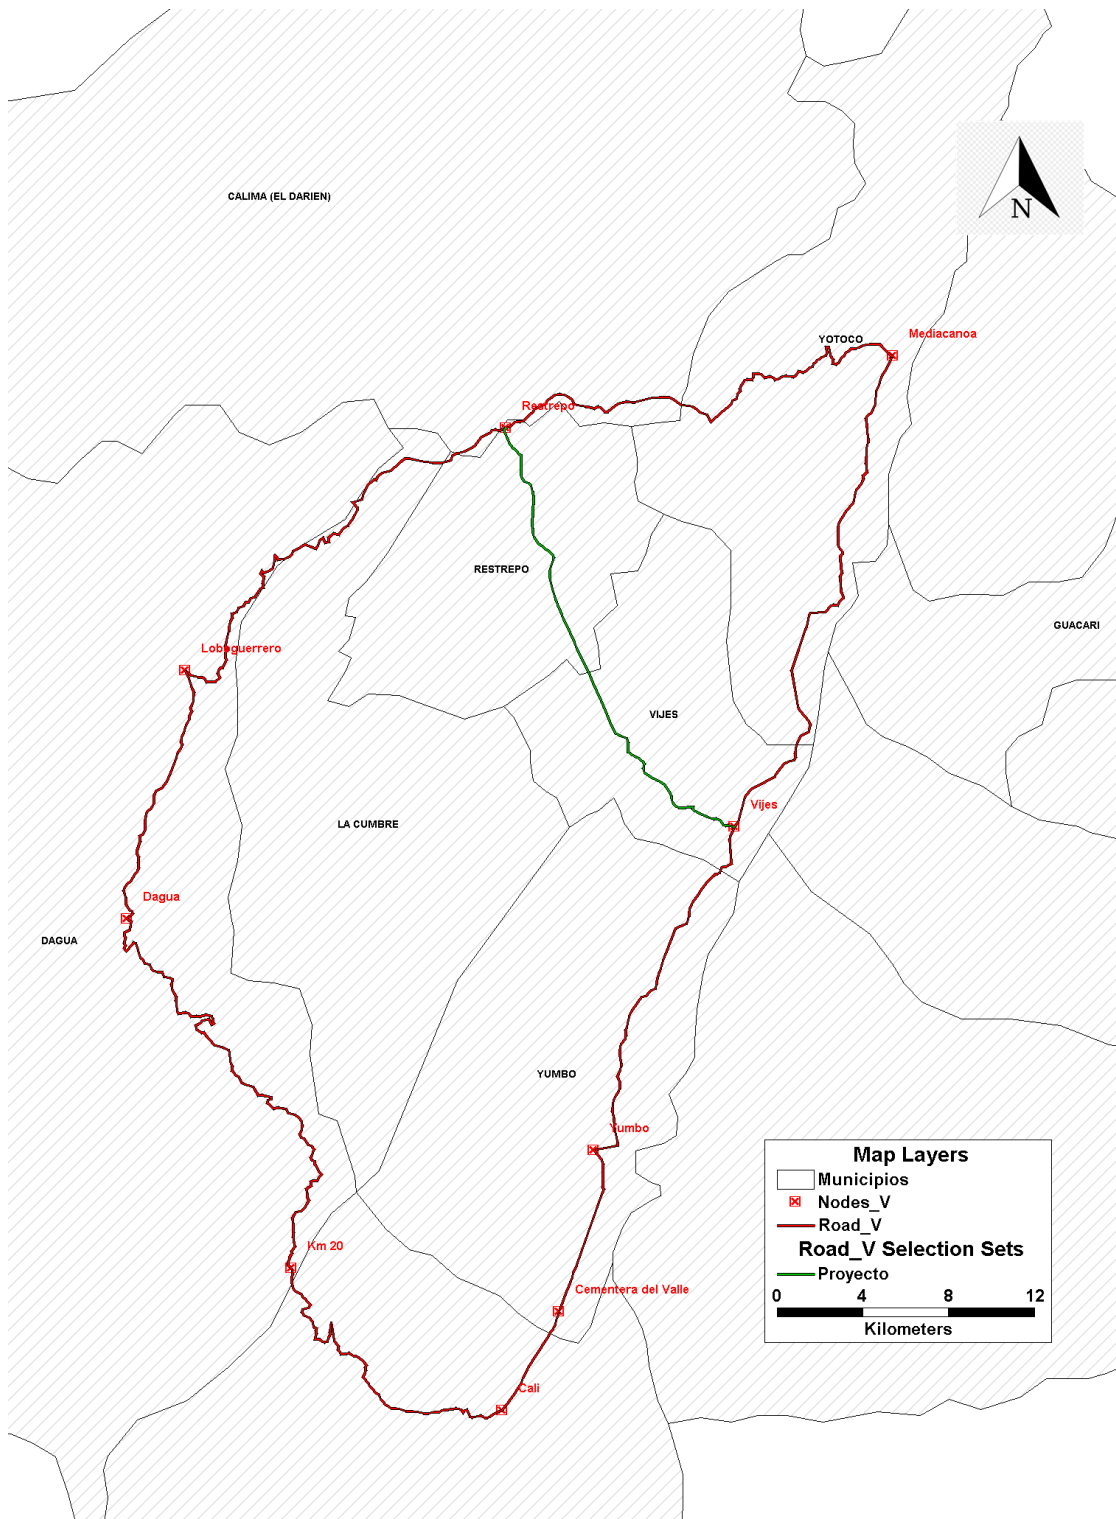 CALIMA (EL DARIEN)
N
Mediacanoa
YOTOCO
Restrepo
RESTREPO
GUACARI
Loboguerrero
VIJES
Vijes
LA CUMBRE
Dagua
DAGUA
YUMBO
Yumbo
Km 20
Cementera del Valle
Cali
Map Layers
Municipios
Nodes_V
Road_V
Road_V Selection Sets
Proyecto
0 4 8 12
Kilometers